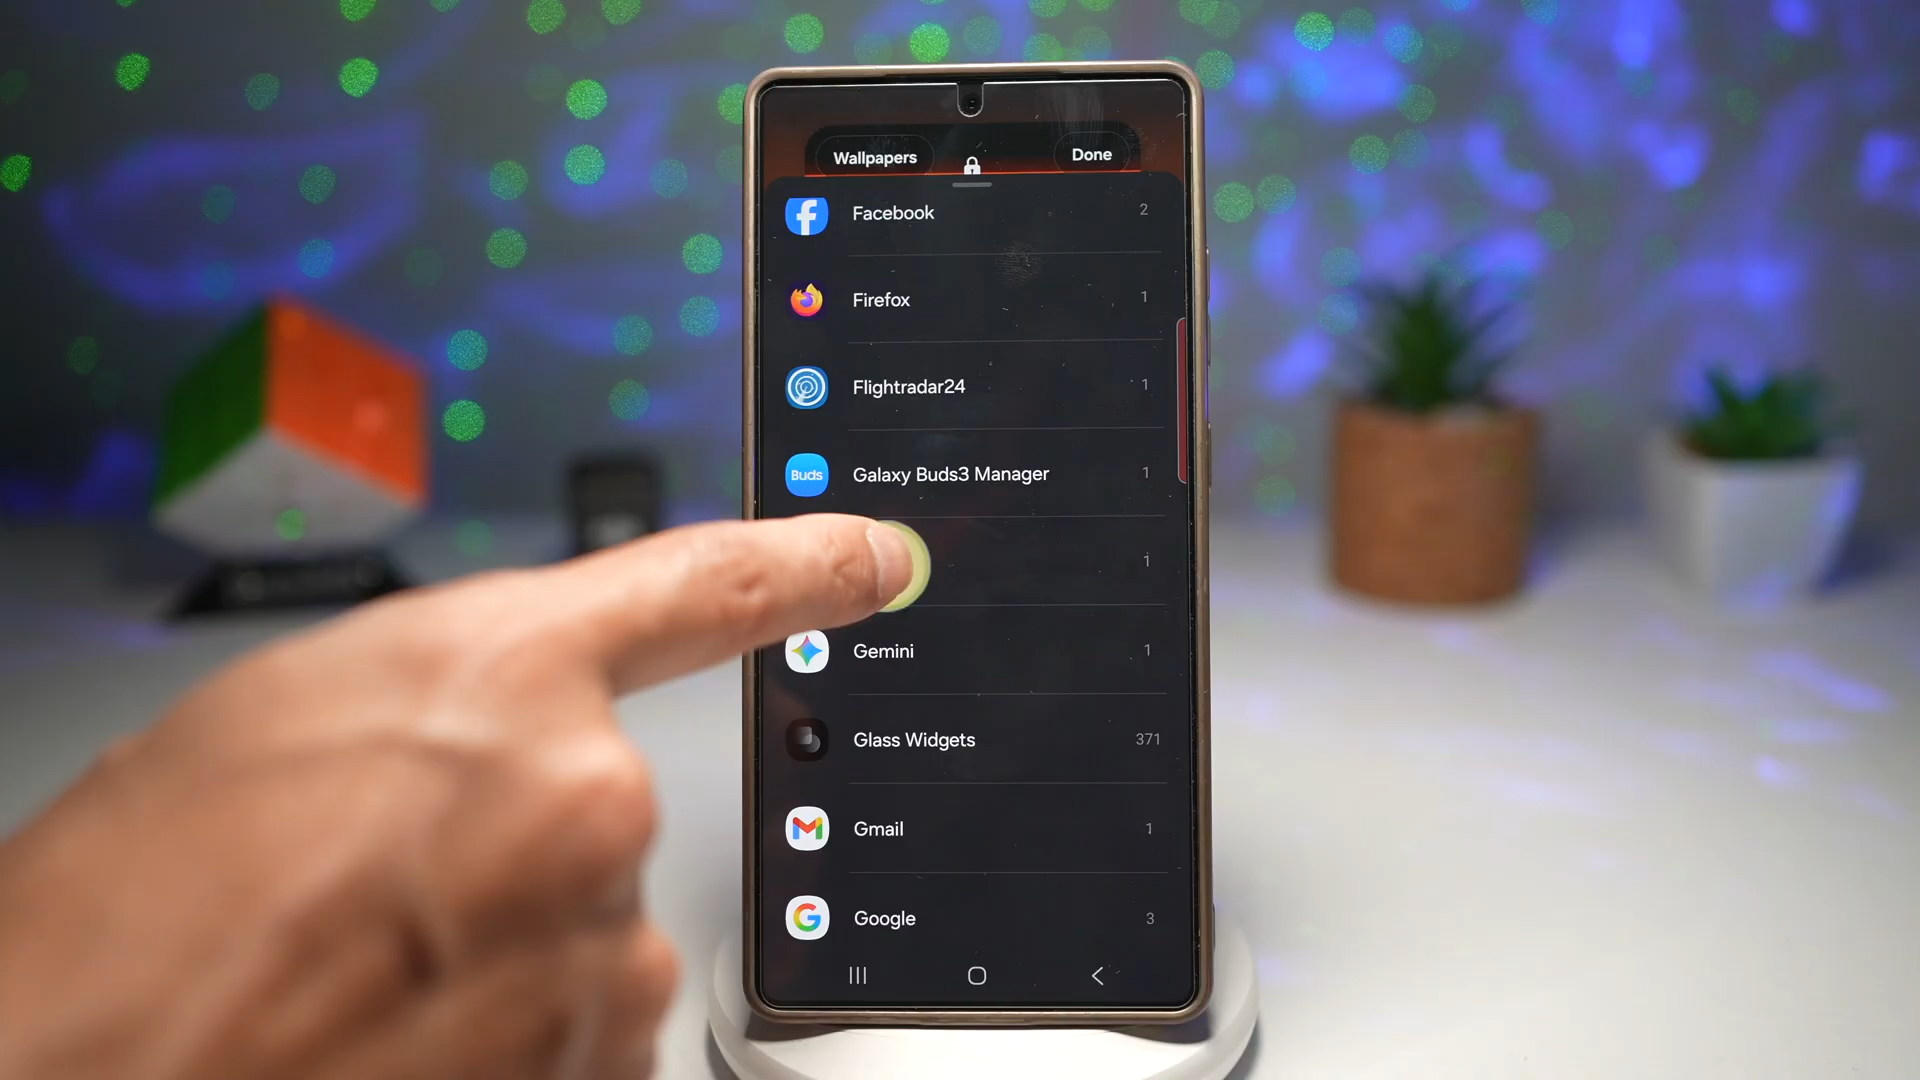 Wallpapers
Done
Facebook
2
Firefox
1
Flightradar24
1
Buds
Galaxy Buds3 Manager
1
1
Gemini
1
Glass Widgets
371
Gmail
1
Google
3